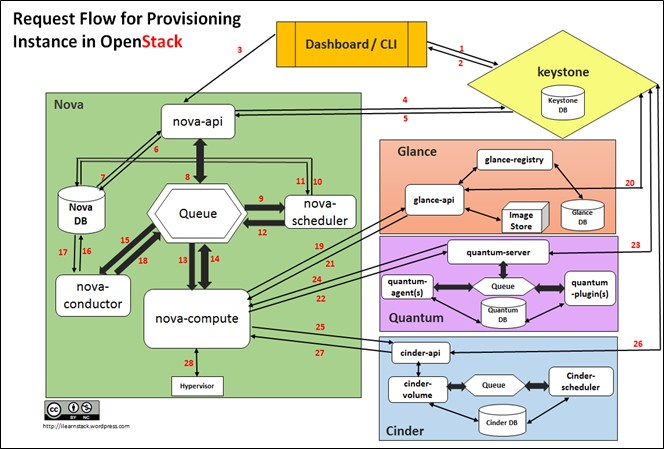 Request Flow for Provisioning
Instance in OpenStack
Dashboard / CLI
3
1
2
keystone
Keystone
DB
Nova
nova-api
4
5
7
6
8
Nova
DB
Queue
9
11
10
nova-
scheduler
12
17
16
15
18
13
14
nova-
conductor
nova-compute
28
Hypervisor
19
21
24
22
25
27
Glance
glance-registry
glance-api
Image
Store
Glance
DB
20
quantum-server
23
quantum-
agent(s)
Queue
quantum
-plugin(s)
Quantum
DB
Quantum
cinder-api
26
cinder-
volume
Queue
Cinder-
scheduler
Cinder DB
Cinder
cc
BY NC
http://ilearnstack.wordpress.com